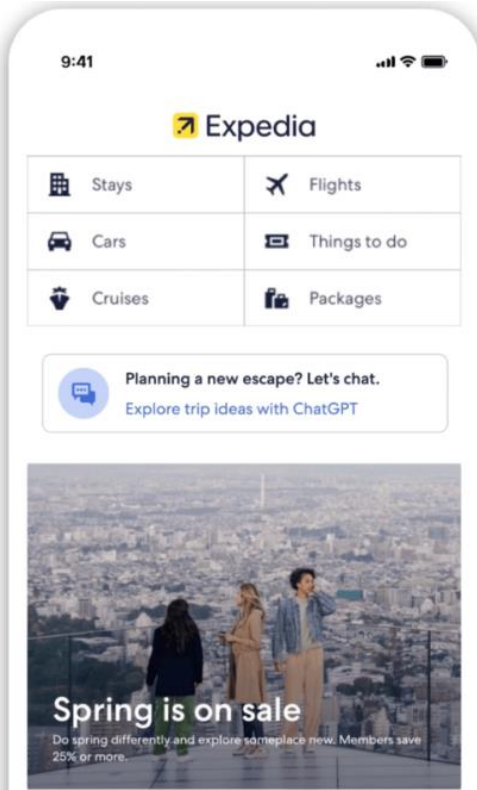 9:41
Expedia
Stays
Flights
Cars
Things to do
Cruises
Packages
Planning a new escape? Let's chat.
Explore trip ideas with ChatGPT
Spring is on sale
Do spring differently and explore someplace new. Members save
25% or more.